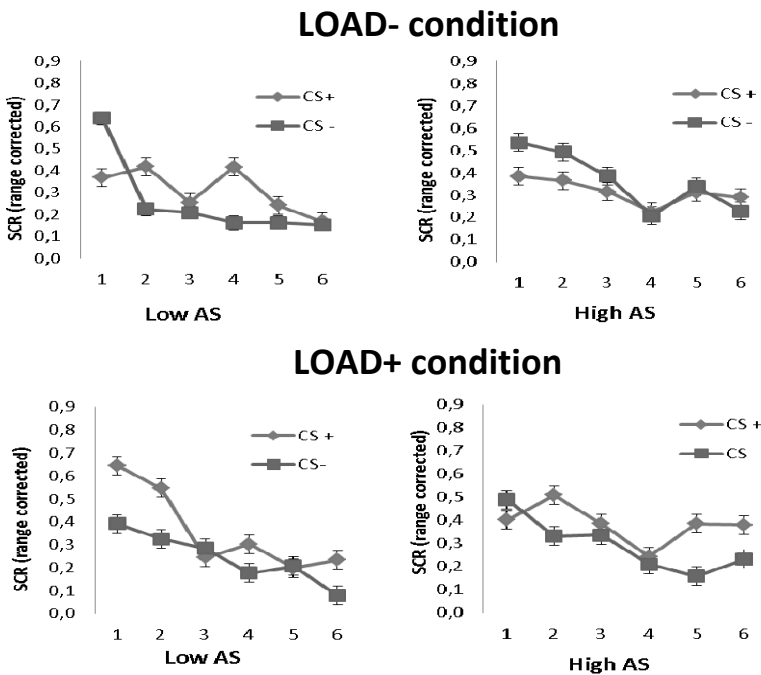 LOAD- condition
SCR (range corrected)
0,9
0,8
0,7
0,6
0,5
0,4
0,3
0,2
0,1
0,0
CS+
CS -
1 2 3 4 5 6
Low AS
SCR (range corrected)
0,9
0,8
0,7
0,6
0,5
0,4
0,3
0,2
0,1
0,0
CS +
CS -
1 2 3 4 5 6
High AS
LOAD+ condition
SCR (range corrected)
0,9
0,8
0,7
0,6
0,5
0,4
0,3
0,2
0,1
0,0
CS +
CS-
1 2 3 4 5 6
Low AS
SCR (range corrected)
0,9
0,8
0,7
0,6
0,5
0,4
0,3
0,2
0,1
0,0
CS +
CS
1 2 3 4 5 6
High AS